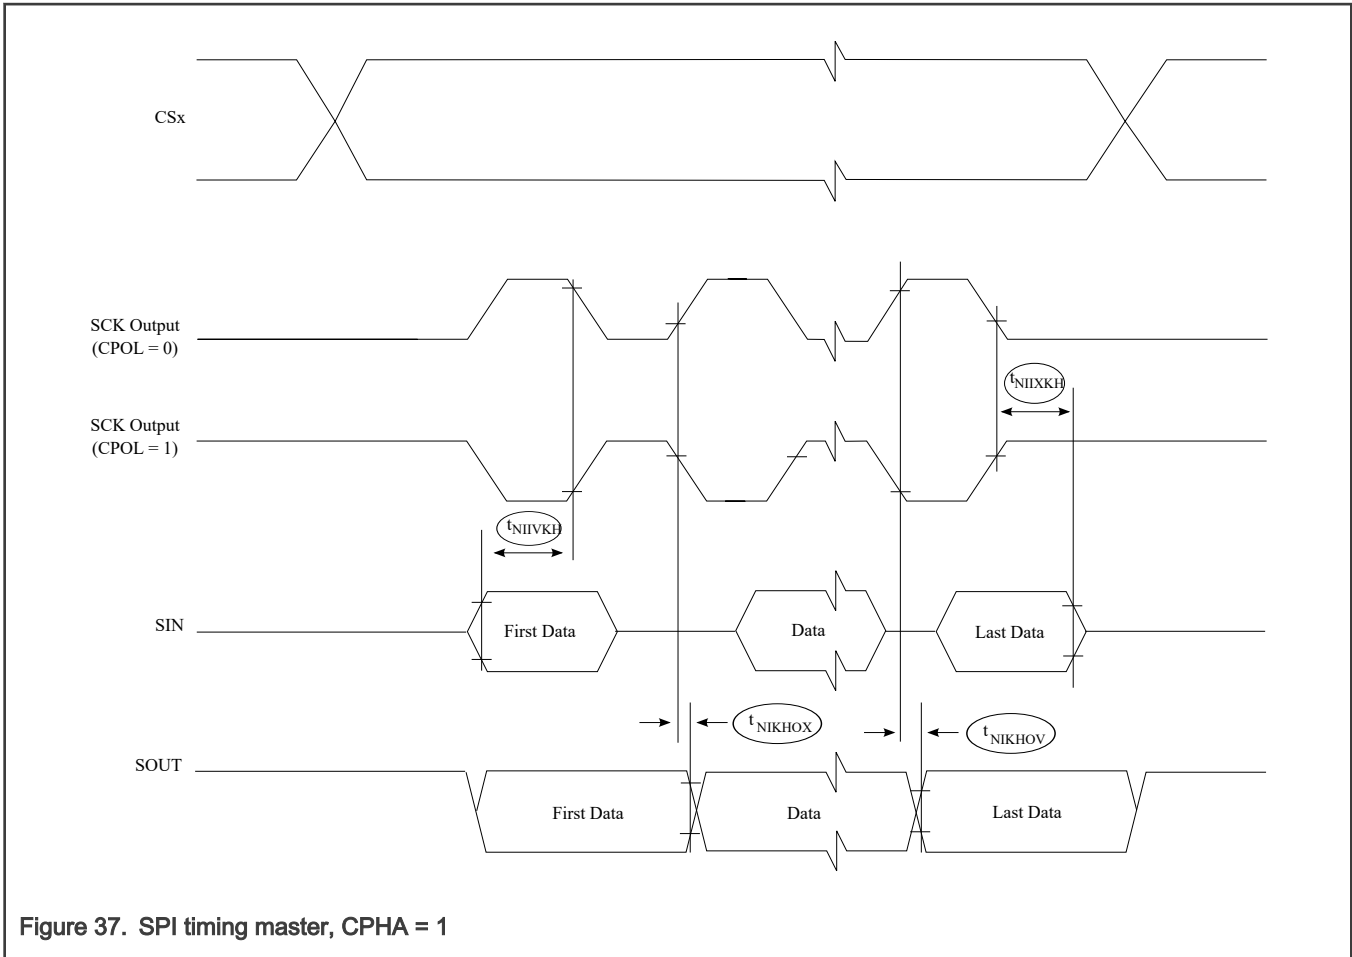 CSx
SCK Output
(CPOL = 0)
tNIIXKH
SCK Output
(CPOL = 1)
tNIIVKH
SIN
First Data
Data
Last Data
tNIKHOX
tNIKHOV
SOUT
First Data
Data
Last Data
Figure 37. SPI timing master, CPHA = 1